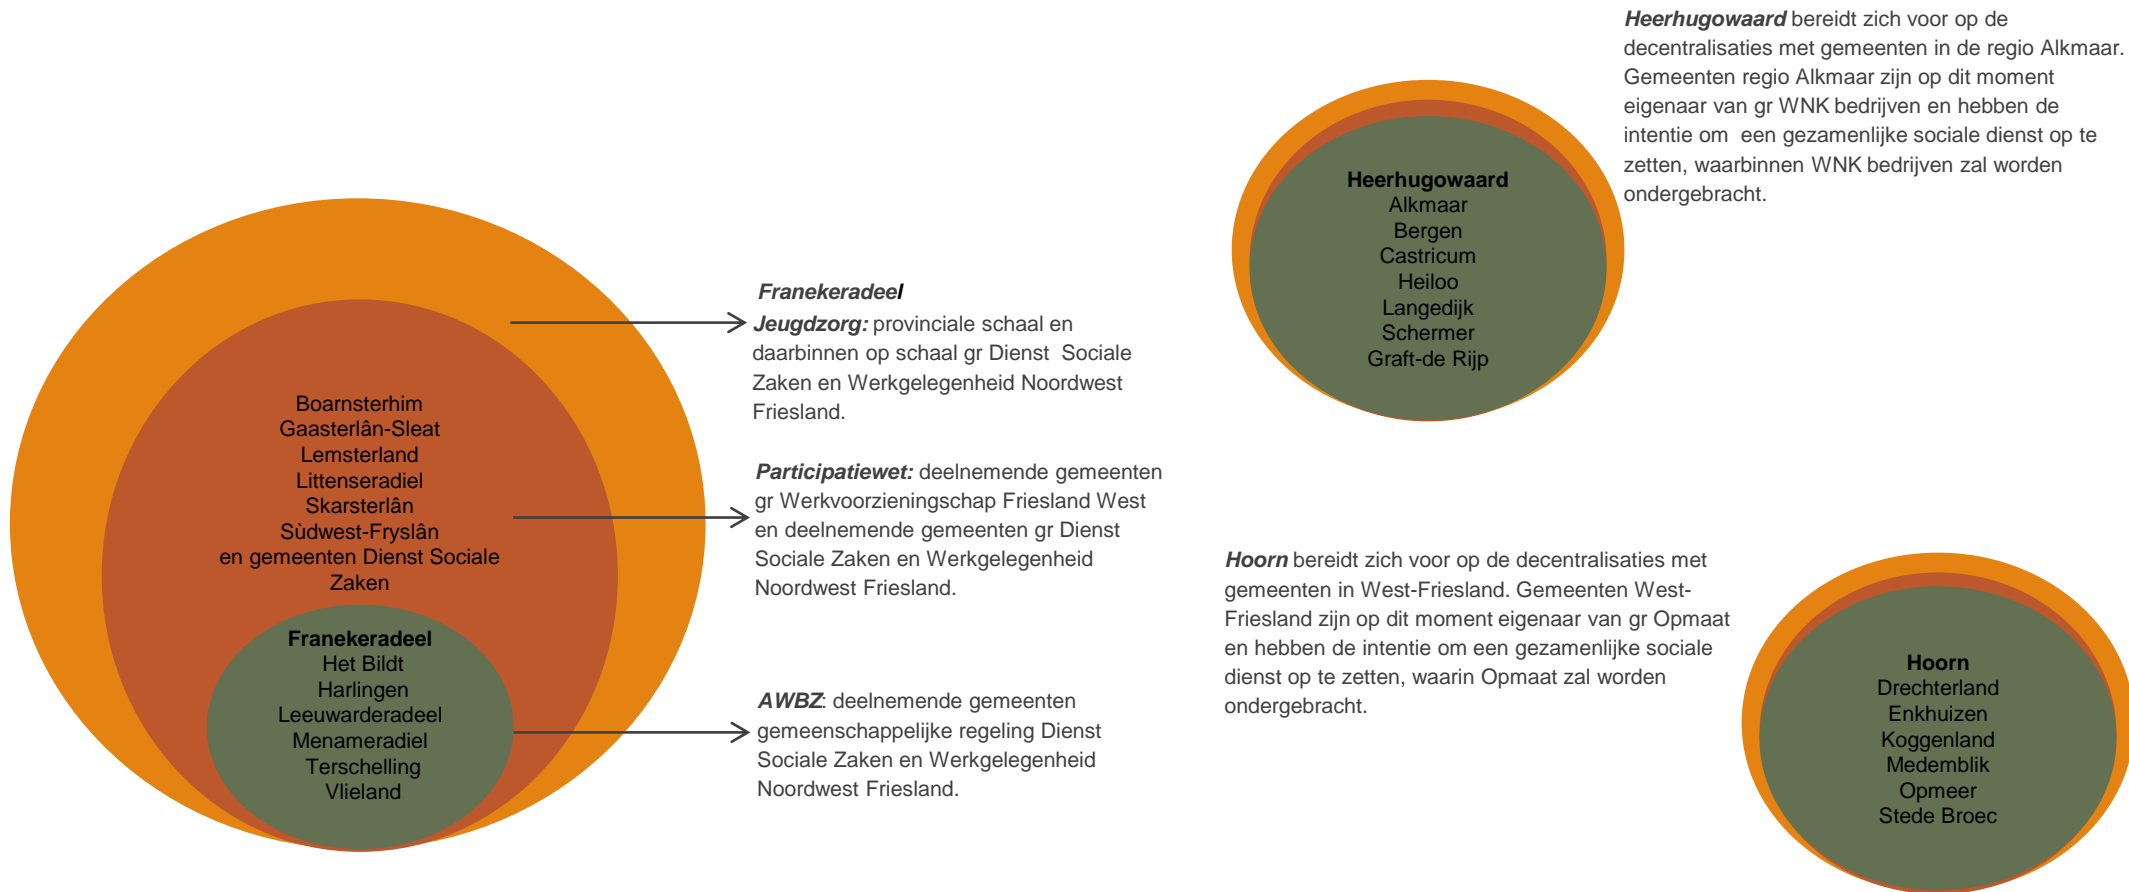 Boarnsterhim
Gaasterlân-Sleat
Lemsterland
Littenseradiel
Skarsterlân
Sùdwest-Fryslân
en gemeenten Dienst Sociale
Zaken
Franekeradeel
Het Bildt
Harlingen
Leeuwarderadeel
Menameradiel
Terschelling
Vlieland
Franekeradeel
Jeugdzorg: provinciale schaal en
daarbinnen op schaal gr Dienst Sociale
Zaken en Werkgelegenheid Noordwest
Friesland.
Participatiewet: deelnemende gemeenten
gr Werkvoorzieningschap Friesland West
en deelnemende gemeenten gr Dienst
Sociale Zaken en Werkgelegenheid
Noordwest Friesland.
AWBZ: deelnemende gemeenten
gemeenschappelijke regeling Dienst
Sociale Zaken en Werkgelegenheid
Noordwest Friesland.
Heerhugowaard
Alkmaar
Bergen
Castricum
Heiloo
Langedijk
Schermer
Graft-de Rijp
Heerhugowaard bereidt zich voor op de
decentralisaties met gemeenten in de regio Alkmaar.
Gemeenten regio Alkmaar zijn op dit moment
eigenaar van gr WNK bedrijven en hebben de
intentie om een gezamenlijke sociale dienst op te
zetten, waarbinnen WNK bedrijven zal worden
ondergebracht.
Hoorn bereidt zich voor op de decentralisaties met
gemeenten in West-Friesland. Gemeenten West-
Friesland zijn op dit moment eigenaar van gr Opmaat
en hebben de intentie om een gezamenlijke sociale
dienst op te zetten, waarin Opmaat zal worden
ondergebracht.
Hoorn
Drechterland
Enkhuizen
Koggenland
Medemblik
Opmeer
Stede Broec